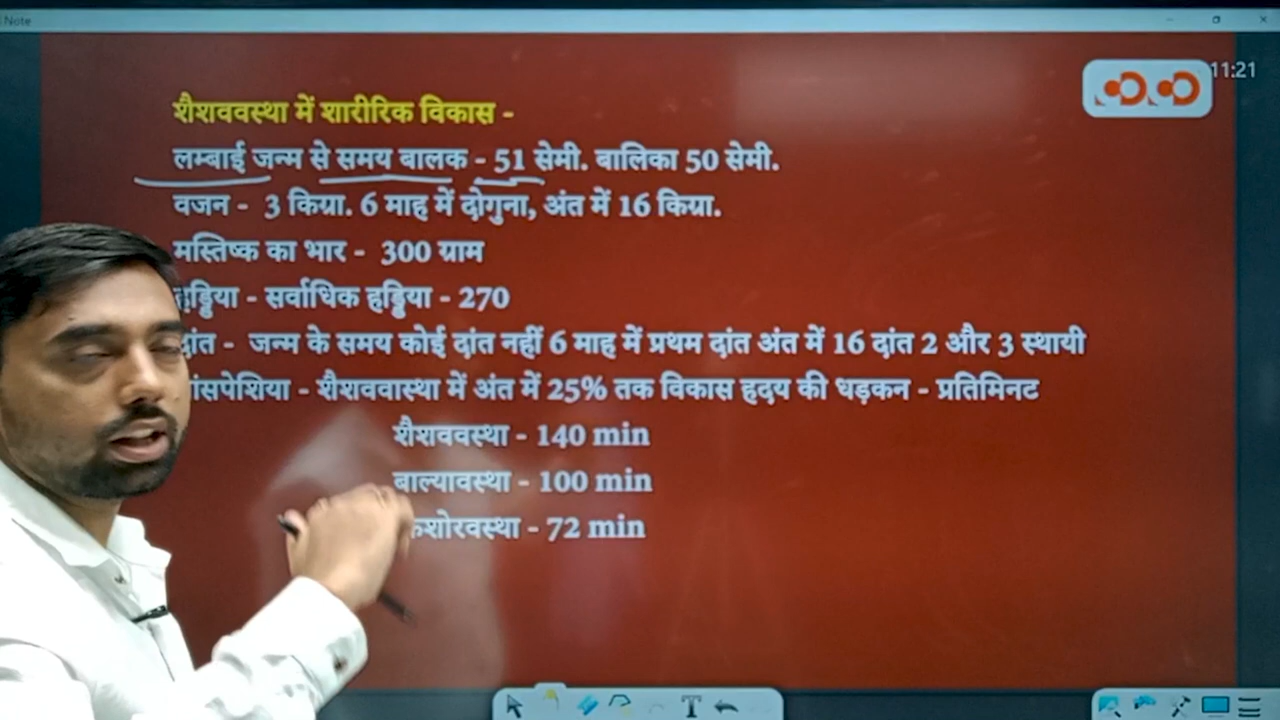 Note
11:21
शैशववस्था में शारीरिक विकास -
लम्बाई जन्म से समय बालक - 51 सेमी. बालिका 50 सेमी.
वजन - 3 किग्रा. 6 माह में दोगुना, अंत में 16 किग्रा.
मस्तिष्क का भार - 300 ग्राम
हड्डिया - सर्वाधिक हड्डिया - 270
दांत - जन्म के समय कोई दांत नहीं 6 माह में प्रथम दांत अंत में 16 दांत 2 और 3 स्थायी
- शैशववास्था में अंत में 25% तक विकास हृदय की धड़कन - प्रतिमिनट
शैशववस्था - 140 min
बाल्यावस्था - 100 min
- 72 min